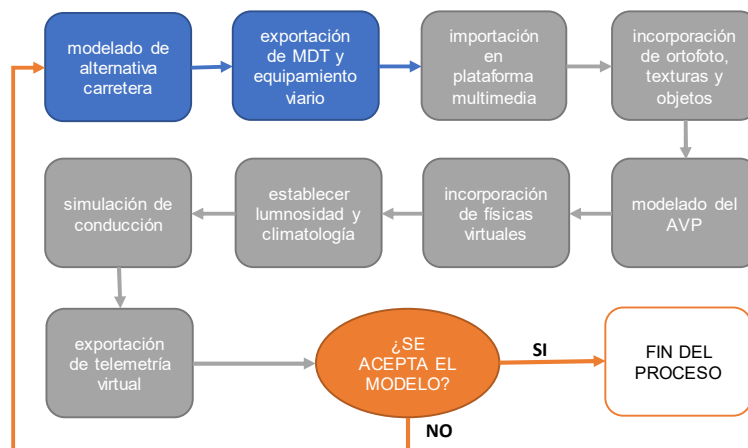 modelado de
alternativa
carretera
exportación
de MDT y
equipamiento
viario
importación
en
plataforma
multimedia
incorporación
de ortofoto,
texturas y
objetos
simulación de
conducción
establecer
lumnosidad y
climatología
incorporación
de físicas
virtuales
modelado del
AVP
exportación
de telemetría
virtual
¿SE
ACEPTA EL
MODELO?
SI
FIN DEL
PROCESO
NO